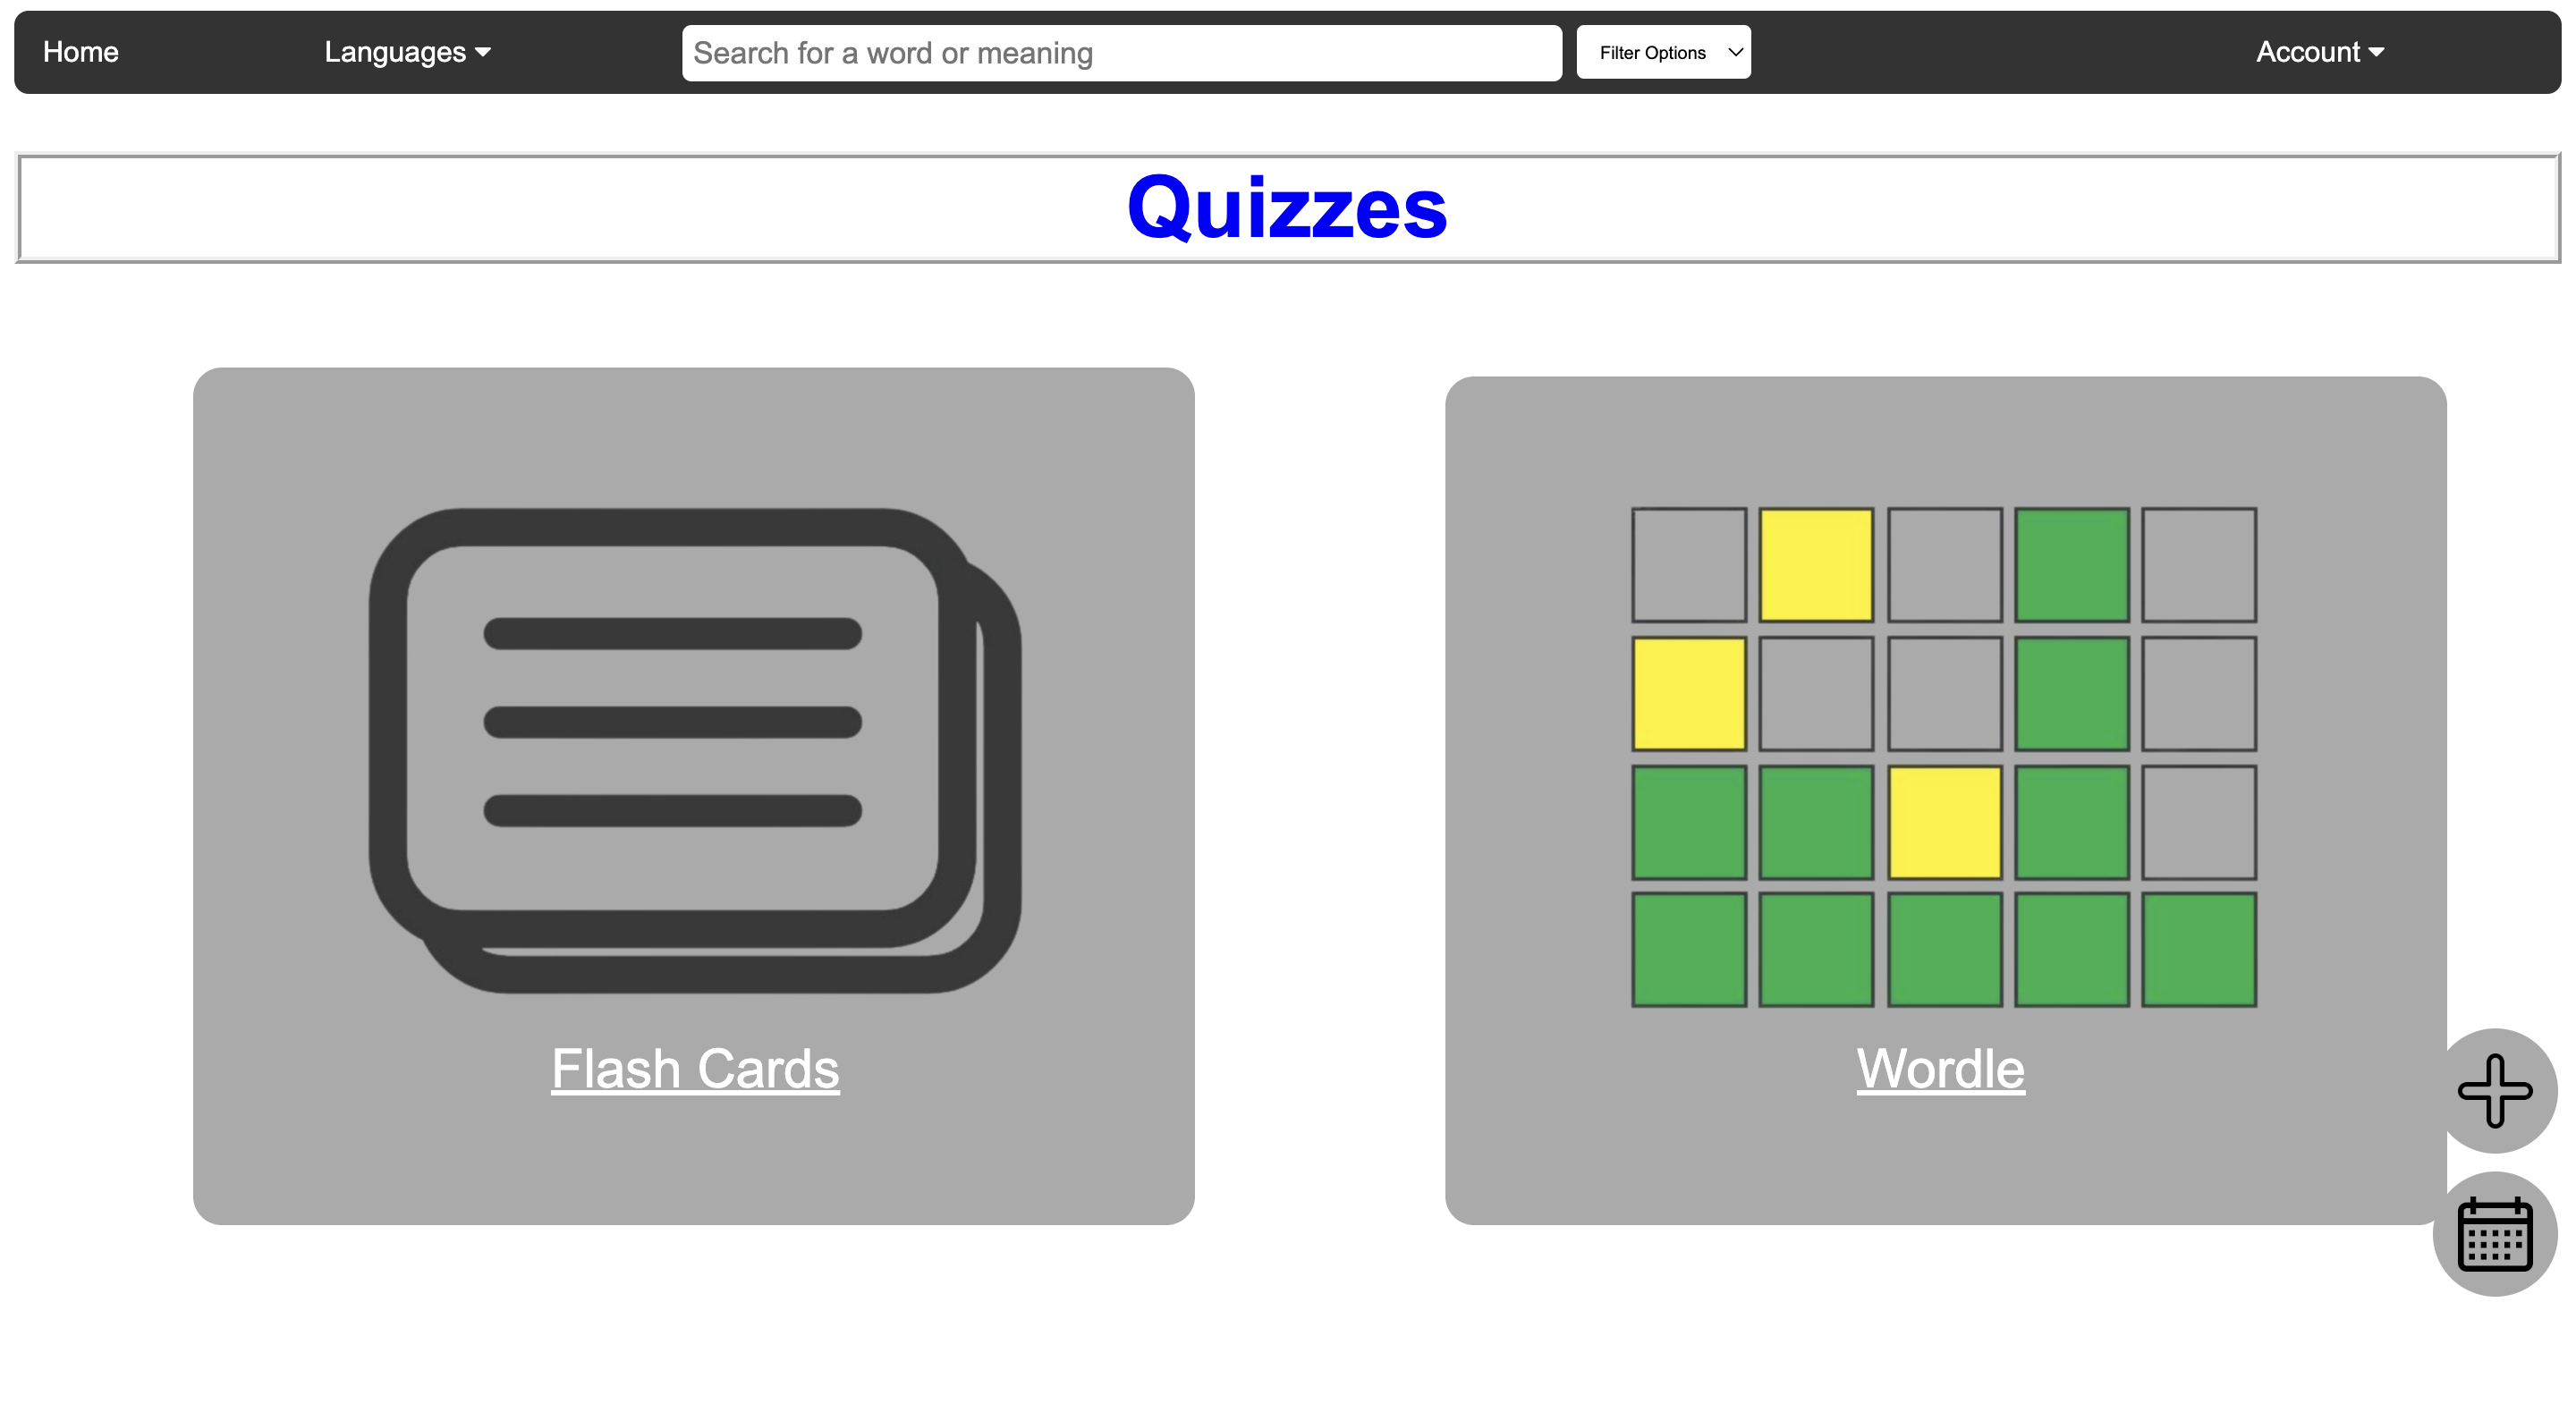 Home Languages Search for a word or meaning Filter Options Account
Quizzes
Flash Cards Wordle